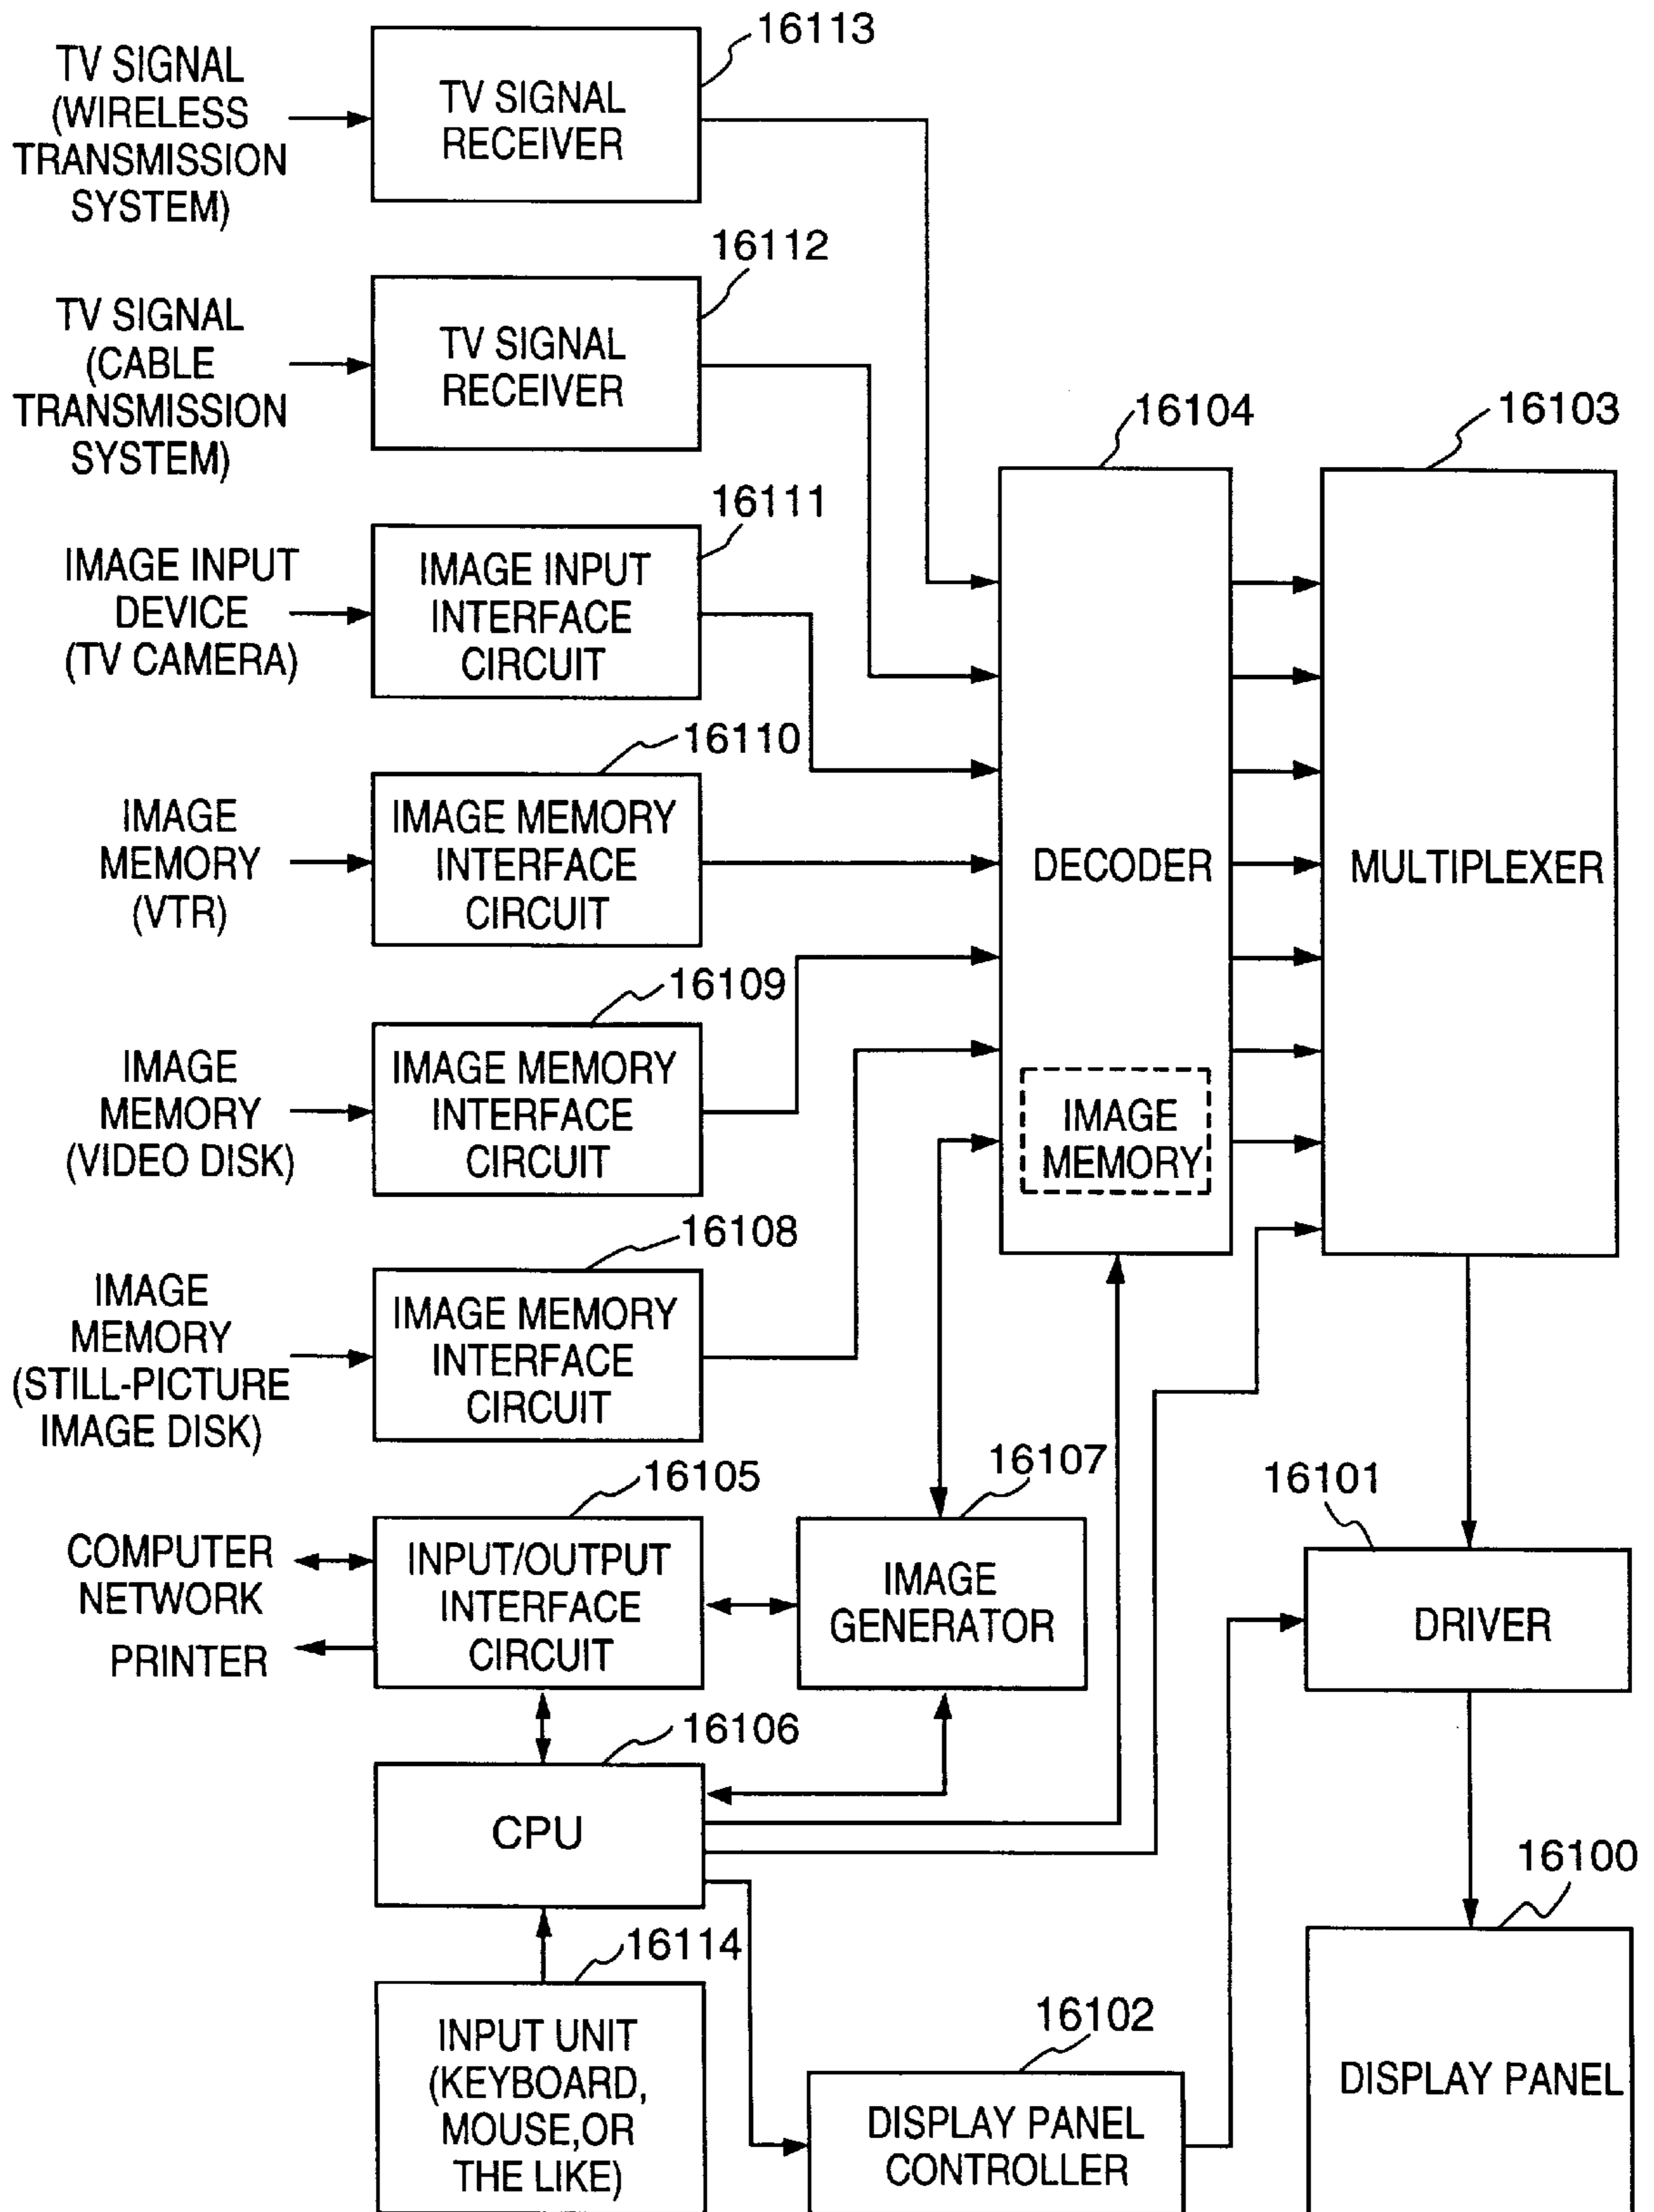 16113
TV SIGNAL
(WIRELESS
TRANSMISSION
SYSTEM)
TV SIGNAL
RECEIVER
16112
TV SIGNAL
(CABLE
TRANSMISSION
SYSTEM)
TV SIGNAL
RECEIVER
16104
16103
16111
IMAGE INPUT
DEVICE
(TV CAMERA)
IMAGE INPUT
INTERFACE
CIRCUIT
16110
IMAGE
MEMORY
(VTR)
IMAGE MEMORY
INTERFACE
CIRCUIT
DECODER
MULTIPLEXER
16109
IMAGE
MEMORY
(VIDEO DISK)
IMAGE MEMORY
INTERFACE
CIRCUIT
IMAGE
MEMORY
16108
IMAGE
MEMORY
(STILL-PICTURE
IMAGE DISK)
IMAGE MEMORY
INTERFACE
CIRCUIT
16105
16107
16101
COMPUTER
NETWORK
PRINTER
INPUT/OUTPUT
INTERFACE
CIRCUIT
IMAGE
GENERATOR
DRIVER
16106
CPU
16100
16114
INPUT UNIT
(KEYBOARD,
MOUSE,OR
THE LIKE)
16102
DISPLAY PANEL
CONTROLLER
DISPLAY PANEL